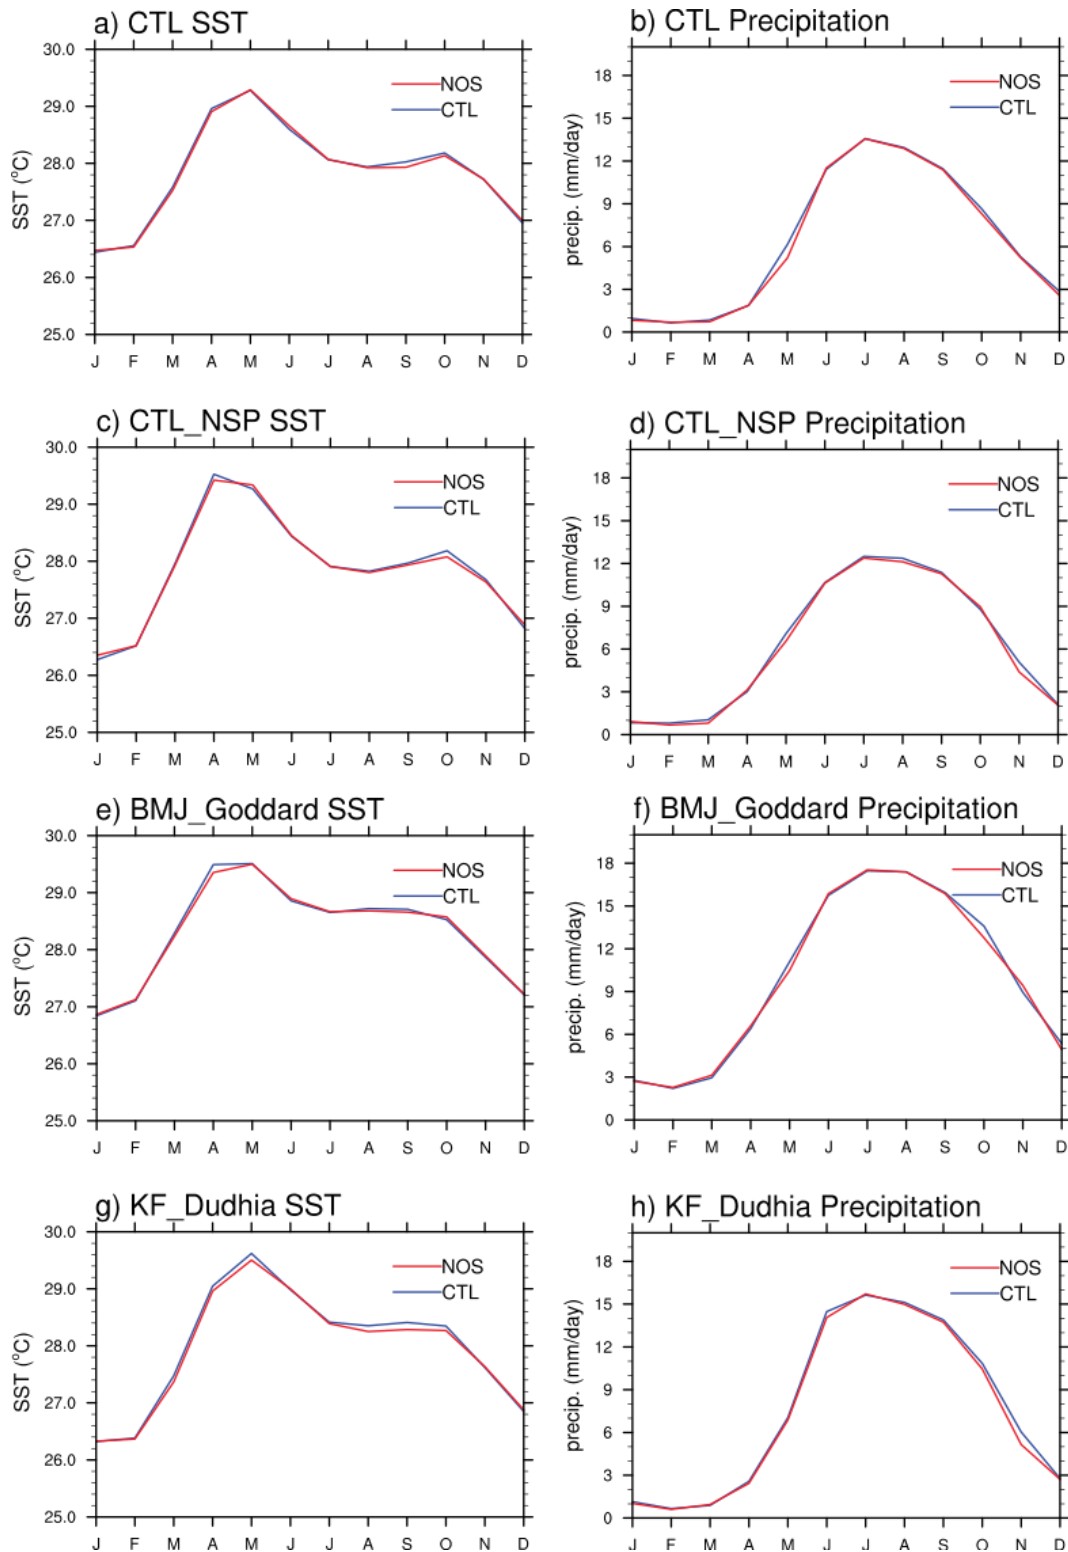 a) CTL SST
30.0
29.0
28.0
27.0
26.0
25.0
SST (°C)
NOS
CTL
J F M A M J J A S O N D
b) CTL Precipitation
18
15
12
9
6
3
0
precip. (mm/day)
NOS
CTL
J F M A M J J A S O N D
c) CTL_NSP SST
30.0
29.0
28.0
27.0
26.0
25.0
SST (°C)
NOS
CTL
J F M A M J J A S O N D
d) CTL_NSP Precipitation
18
15
12
9
6
3
0
precip. (mm/day)
NOS
CTL
J F M A M J J A S O N D
e) BMJ_Goddard SST
30.0
29.0
28.0
27.0
26.0
25.0
SST (°C)
NOS
CTL
J F M A M J J A S O N D
f) BMJ_Goddard Precipitation
18
15
12
9
6
3
0
precip. (mm/day)
NOS
CTL
J F M A M J J A S O N D
g) KF_Dudhia SST
30.0
29.0
28.0
27.0
26.0
25.0
SST (°C)
NOS
CTL
J F M A M J J A S O N D
h) KF_Dudhia Precipitation
18
15
12
9
6
3
0
precip. (mm/day)
NOS
CTL
J F M A M J J A S O N D